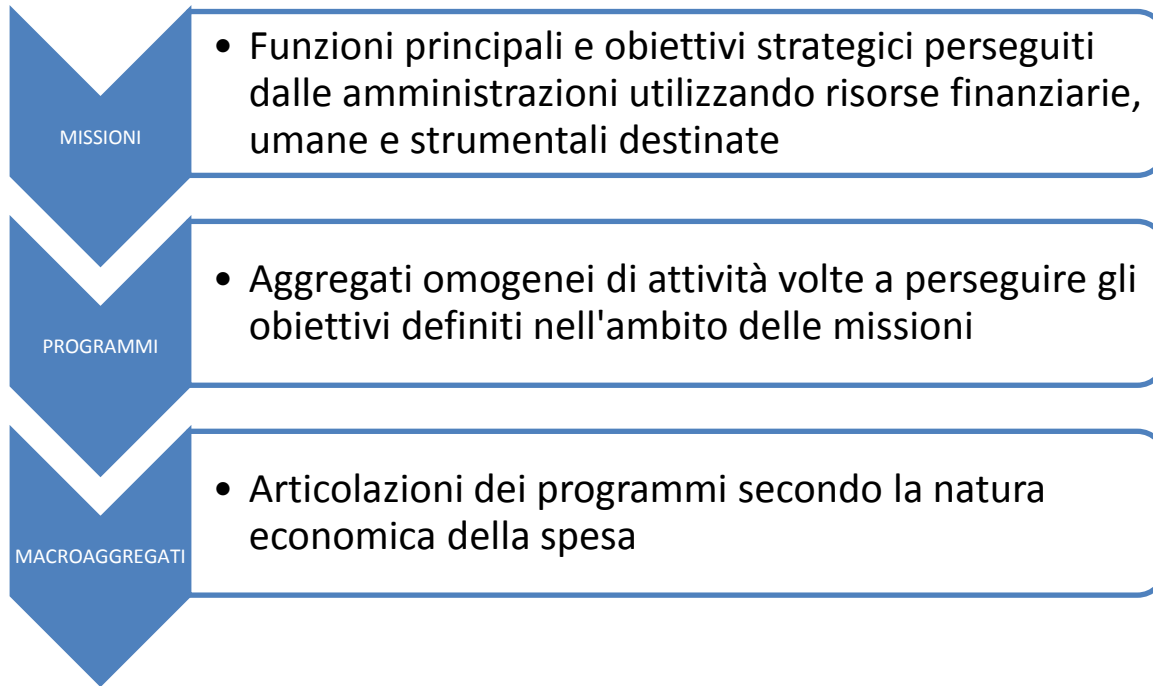 MISSIONI
• Funzioni principali e obiettivi strategici perseguiti
dalle amministrazioni utilizzando risorse finanziarie,
umane e strumentali destinate
PROGRAMMI
• Aggregati omogenei di attività volte a perseguire gli
obiettivi definiti nell'ambito delle missioni
MACROAGGREGATI
• Articolazioni dei programmi secondo la natura
economica della spesa